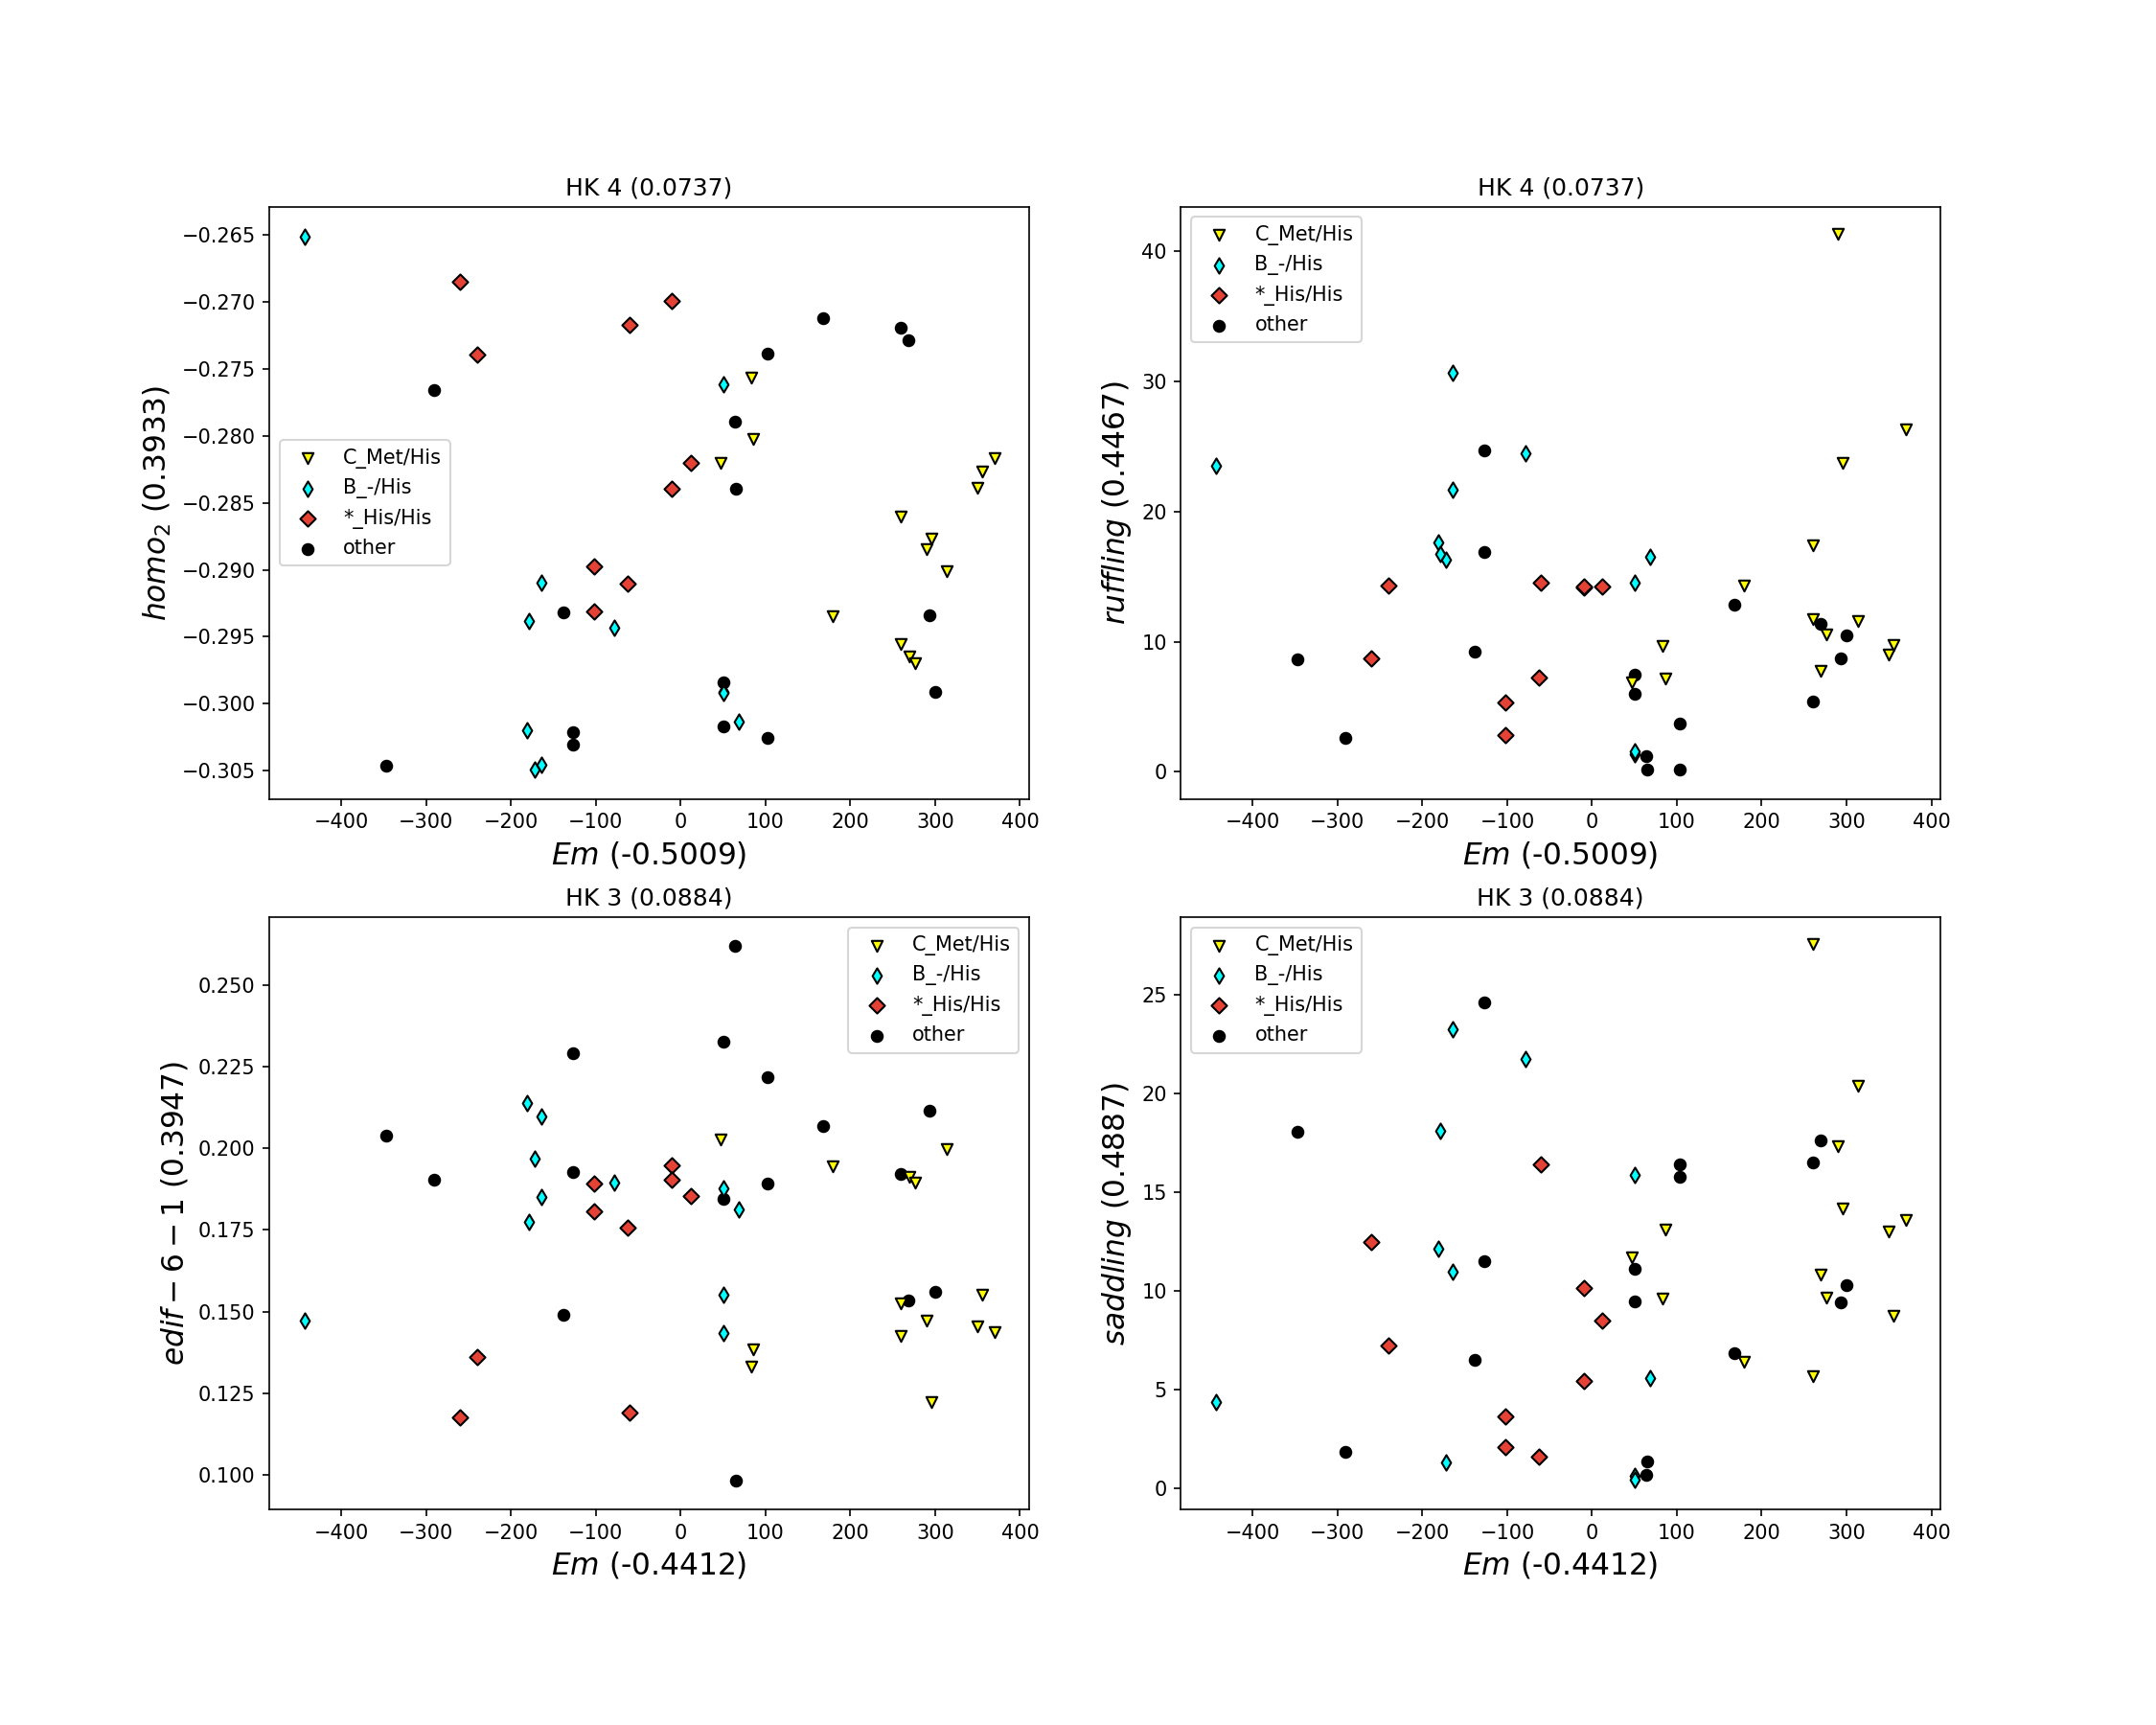 HK 4 (0.0737)
−0.265
−0.270
−0.275
−0.280
−0.285
−0.290
−0.295
−0.300
−0.305
homo2 (0.3933)
C_Met/His
B_-/His
*_His/His
other
−400 −300 −200 −100 0 100 200 300 400
Em (-0.5009)
HK 4 (0.0737)
40
30
20
10
0
ruffling (0.4467)
C_Met/His
B_-/His
*_His/His
other
−400 −300 −200 −100 0 100 200 300 400
Em (-0.5009)
HK 3 (0.0884)
0.250
0.225
0.200
0.175
0.150
0.125
0.100
edif − 6 − 1 (0.3947)
C_Met/His
B_-/His
*_His/His
other
−400 −300 −200 −100 0 100 200 300 400
Em (-0.4412)
HK 3 (0.0884)
25
20
15
10
5
0
saddling (0.4887)
C_Met/His
B_-/His
*_His/His
other
−400 −300 −200 −100 0 100 200 300 400
Em (-0.4412)